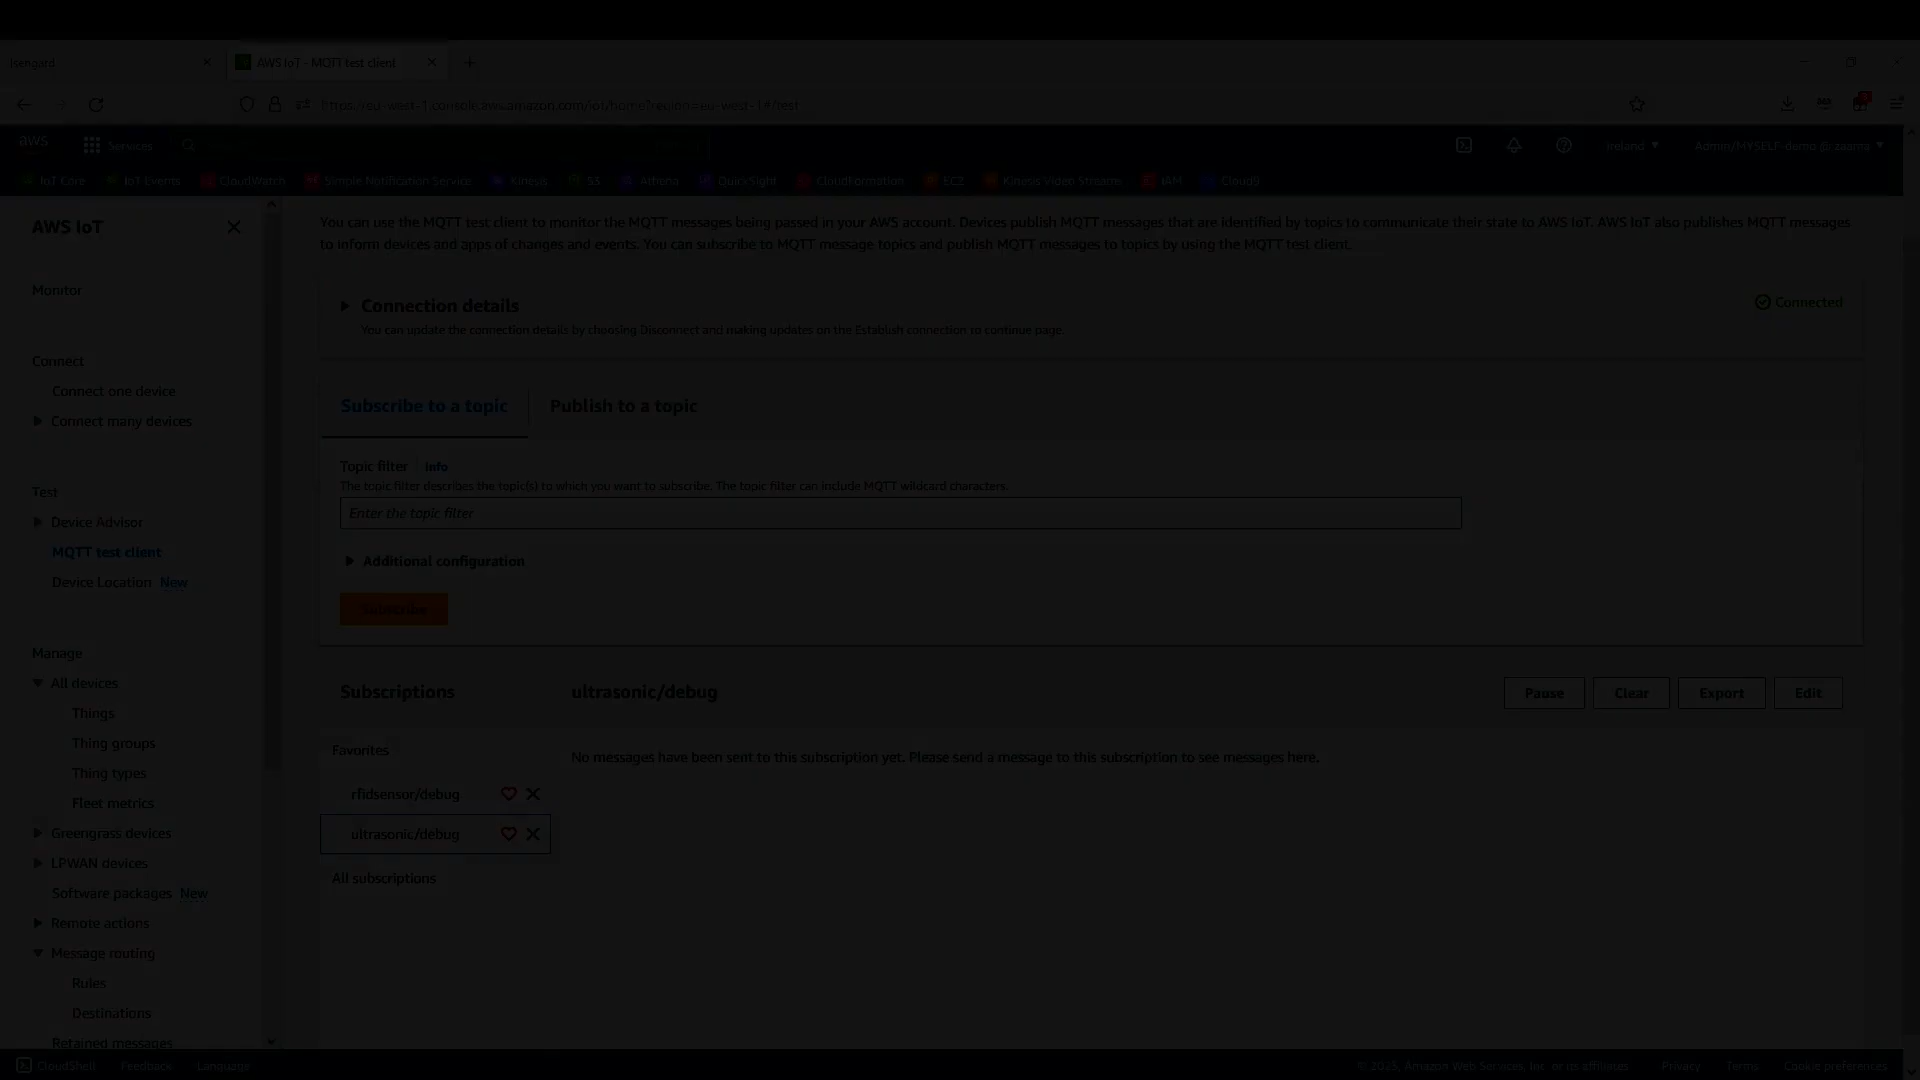 Isengard
AWS IoT - MQTT test client
https://eu-west-1.console.aws.amazon.com/iot/home?region=eu-west-1#/test
aws
Services
Ireland
Admin/MYSELF-demo @ zaanta
IoT Core
IoT Events
CloudWatch
Simple Notification Service
Kinesis
S3
Athena
QuickSight
CloudFormation
EC2
Kinesis Video Streams
IAM
Cloud9
AWS IoT
Monitor
Connect
Connect one device
Connect many devices
Test
Device Advisor
MQTT test client
Device Location New
Manage
All devices
Things
Thing groups
Thing types
Fleet metrics
Greengrass devices
LPWAN devices
Software packages New
Remote actions
Message routing
Rules
Destinations
Retained messages
You can use the MQTT test client to monitor the MQTT messages being passed in your AWS account. Devices publish MQTT messages that are identified by topics to communicate their state to AWS IoT. AWS IoT also publishes MQTT messages
to inform devices and apps of changes and events. You can subscribe to MQTT message topics and publish MQTT messages to topics by using the MQTT test client.
Connection details
Connected
You can update the connection details by choosing Disconnect and making updates on the Establish connection to continue page.
Subscribe to a topic
Publish to a topic
Topic filter Info
The topic filter describes the topic(s) to which you want to subscribe. The topic filter can include MQTT wildcard characters.
Enter the topic filter
Additional configuration
Subscribe
Subscriptions
ultrasonic/debug
Pause
Clear
Export
Edit
Favorites
No messages have been sent to this subscription yet. Please send a message to this subscription to see messages here.
rfidsensor/debug
ultrasonic/debug
All subscriptions
CloudShell
Feedback
Language
© 2023, Amazon Web Services, Inc. or its affiliates.
Privacy
Terms
Cookie preferences